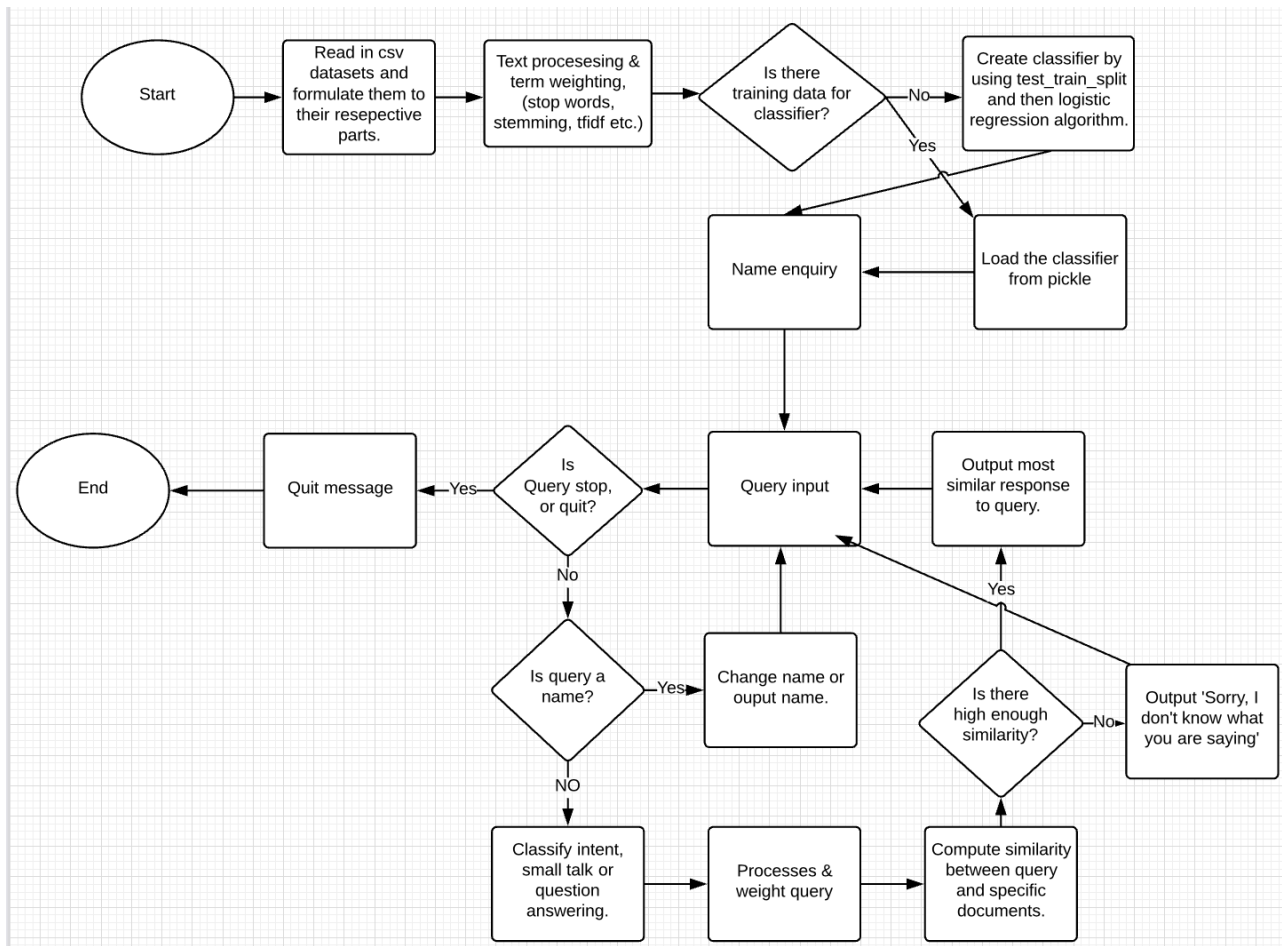 Start
Read in csv
datasets and
formulate them to
their resepective
parts.
Text procesesing &
term weighting,
(stop words,
stemming, tfidf etc.)
Is there
training data for
classifier?
No
Create classifier by
using test_train_split
and then logistic
regression algorithm.
Yes
Name enquiry
Load the classifier
from pickle
End
Quit message
Yes
Is
Query stop,
or quit?
Query input
Output most
similar response
to query.
No
Yes
Is query a
name?
Yes
Change name or
ouput name.
Is there
high enough
similarity?
No
Output 'Sorry, I
don't know what
you are saying'
NO
Classify intent,
small talk or
question
answering.
Processes &
weight query
Compute similarity
between query
and specific
documents.